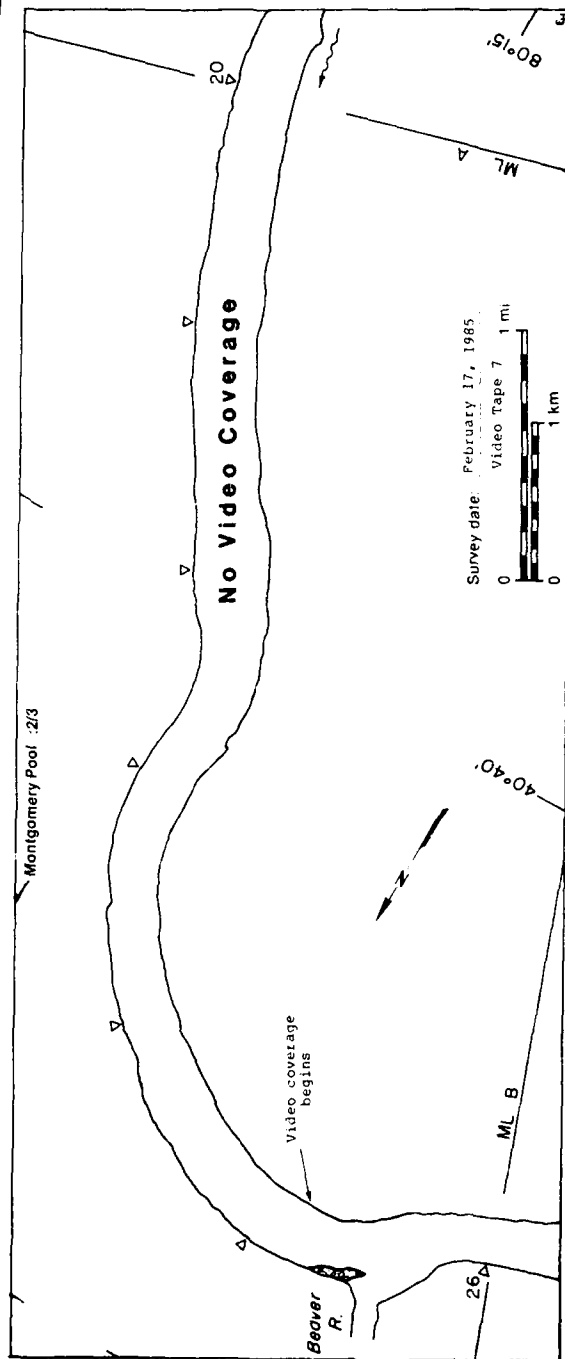 Montgomery Pool :2/3
20
No Video Coverage
80°15'
ML A
Survey date: February 17, 1985
Video Tape 7
0 1 mi
0 1 km
40°40'
N
Video coverage
begins
ML B
Beaver
R.
26